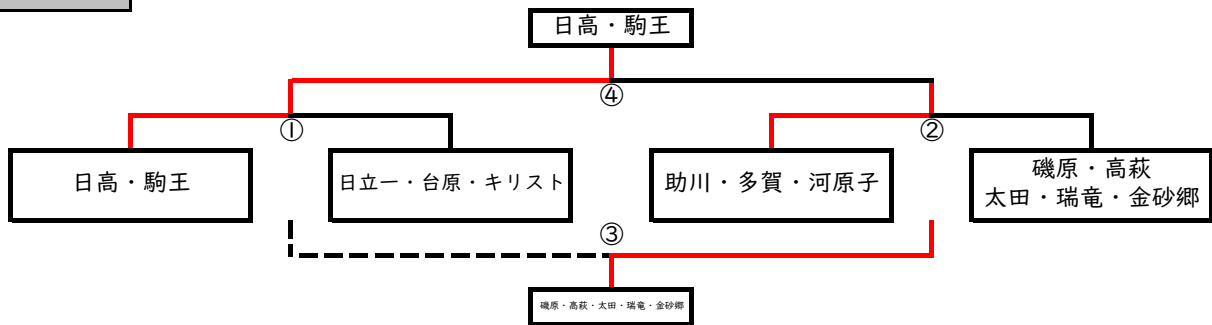 日高・駒王
④
①
②
日高・駒王
日立一・台原・キリスト
助川・多賀・河原子
磯原・高萩
太田・瑞竜・金砂郷
③
磯原・高萩・太田・瑞竜・金砂郷